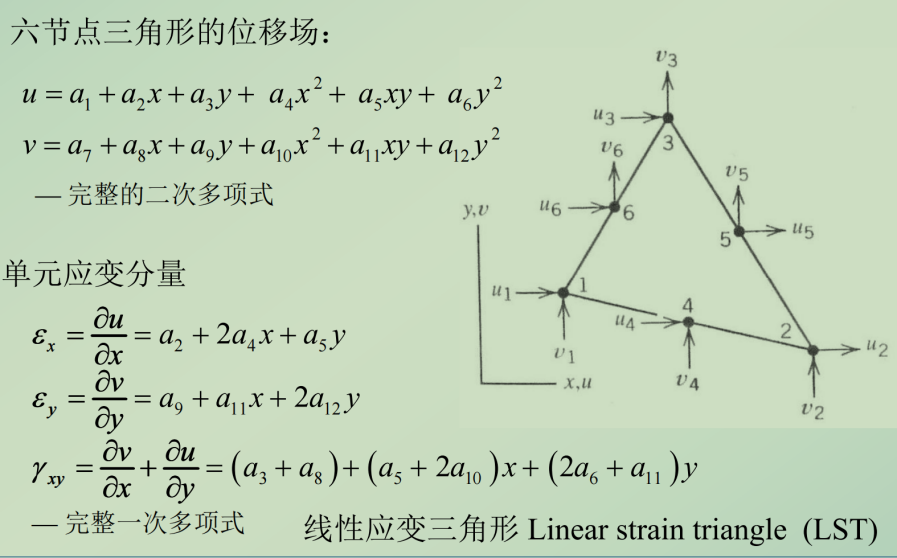 六节点三角形的位移场:
u = a₁ + a₂x + a₃y + a₄x² + a₅xy + a₆y²
v = a₇ + a₈x + a₉y + a₁₀x² + a₁₁xy + a₁₂y²
— 完整的二次多项式
单元应变分量
εₓ = ∂u/∂x = a₂ + 2a₄x + a₅y
ε_y = ∂v/∂y = a₉ + a₁₁x + 2a₁₂y
γ_xy = ∂v/∂x + ∂u/∂y = (a₃ + a₈) + (a₅ + 2a₁₀)x + (2a₆ + a₁₁)y
— 完整一次多项式
线性应变三角形 Linear strain triangle (LST)
v₃
u₃
3
v₆
v₅
u₆
6
y,v
5
u₅
u₁
1
4
u₄
2
u₂
v₁
x,u
v₄
v₂